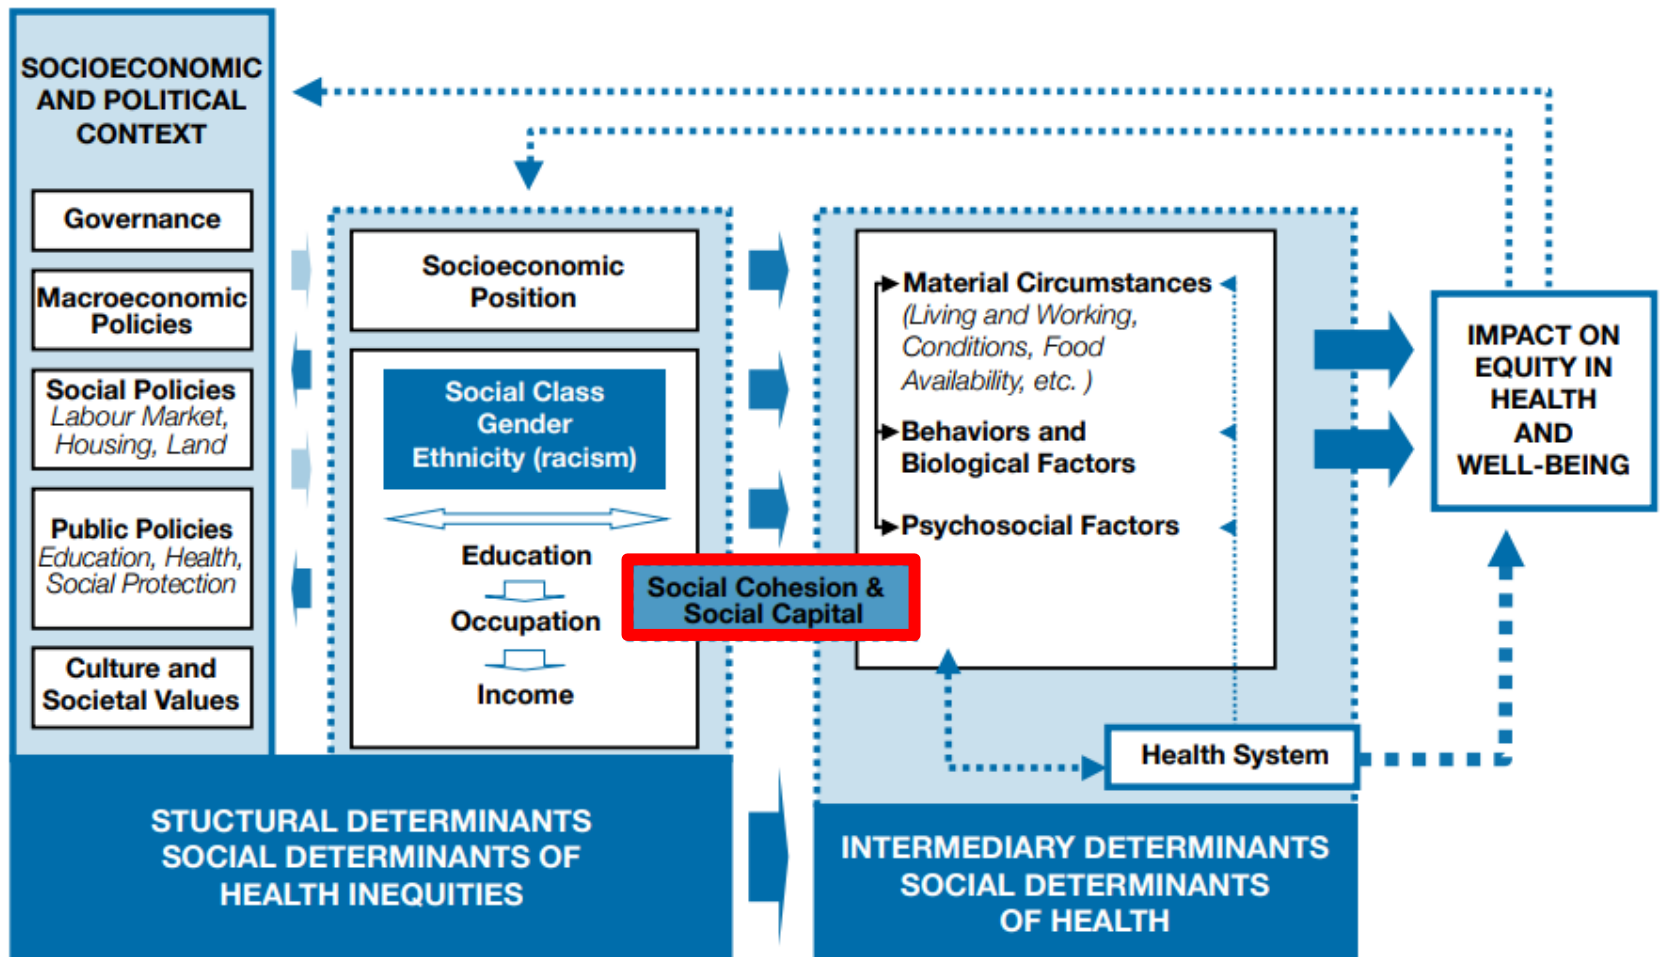 SOCIOECONOMIC
AND POLITICAL
CONTEXT
Governance
Macroeconomic
Policies
Social Policies
Labour Market,
Housing, Land
Public Policies
Education, Health,
Social Protection
Culture and
Societal Values
Socioeconomic
Position
Social Class
Gender
Ethnicity (racism)
Education
Occupation
Income
Social Cohesion &
Social Capital
Material Circumstances
(Living and Working,
Conditions, Food
Availability, etc. )
Behaviors and
Biological Factors
Psychosocial Factors
Health System
IMPACT ON
EQUITY IN
HEALTH
AND
WELL-BEING
STUCTURAL DETERMINANTS
SOCIAL DETERMINANTS OF
HEALTH INEQUITIES
INTERMEDIARY DETERMINANTS
SOCIAL DETERMINANTS
OF HEALTH